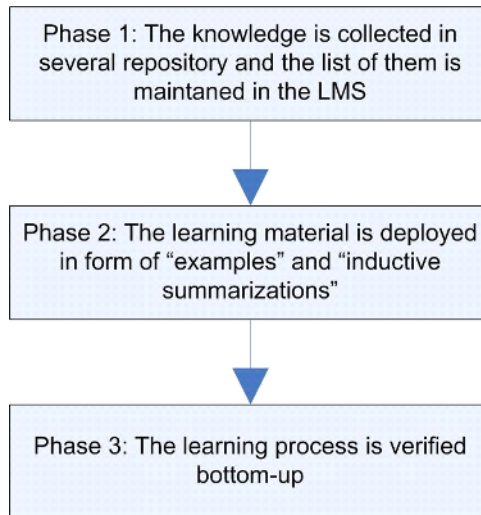 Phase 1: The knowledge is collected in
several repository and the list of them is
maintaned in the LMS
Phase 2: The learning material is deployed
in form of “examples” and “inductive
summarizations”
Phase 3: The learning process is verified
bottom-up